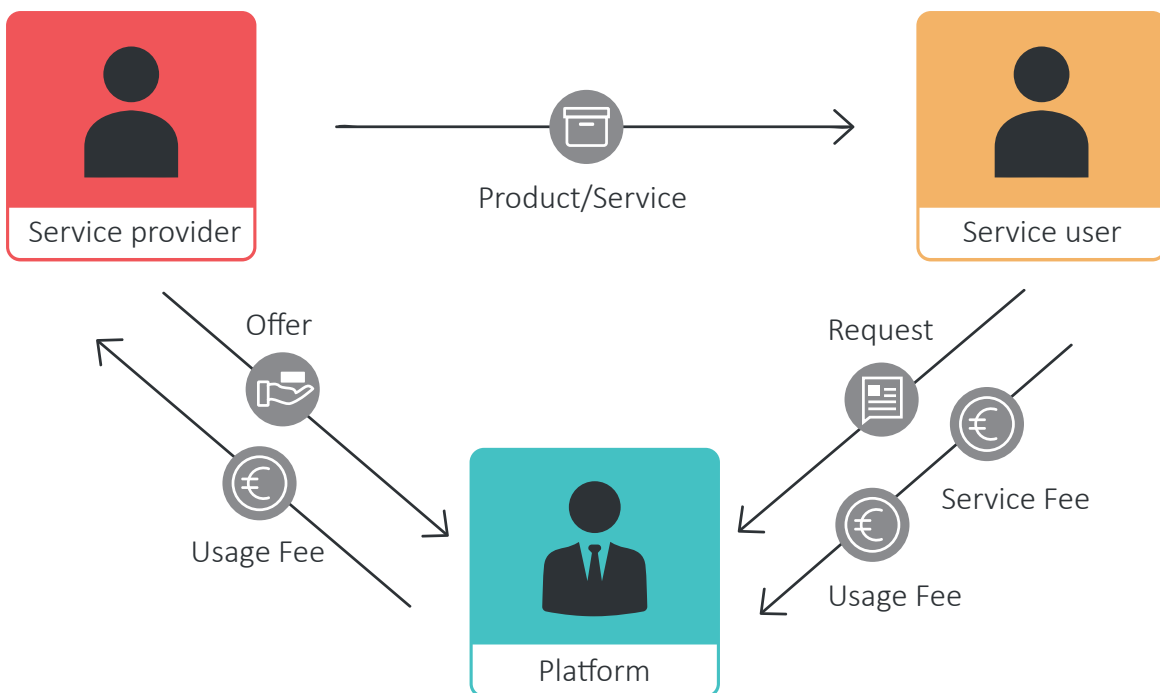 Product/Service
Service provider
Service user
Offer
Request
Service Fee
Usage Fee
Usage Fee
Platform